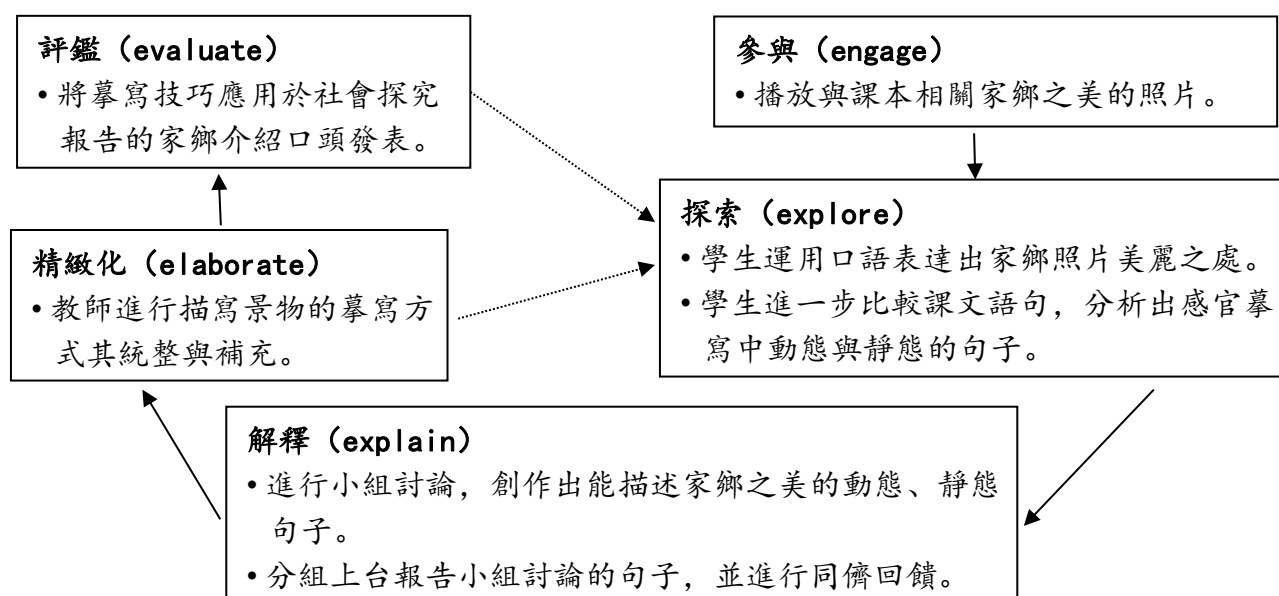 評鑑（evaluate）
•將摹寫技巧應用於社會探究
報告的家鄉介紹口頭發表。
參與（engage）
•播放與課本相關家鄉之美的照片。
探索（explore）
•學生運用口語表達出家鄉照片美麗之處。
•學生進一步比較課文語句，分析出感官摹
寫中動態與靜態的句子。
精緻化（elaborate）
•教師進行描寫景物的摹寫方
式其統整與補充。
解釋（explain）
•進行小組討論，創作出能描述家鄉之美的動態、靜態
句子。
•分組上台報告小組討論的句子，並進行同儕回饋。